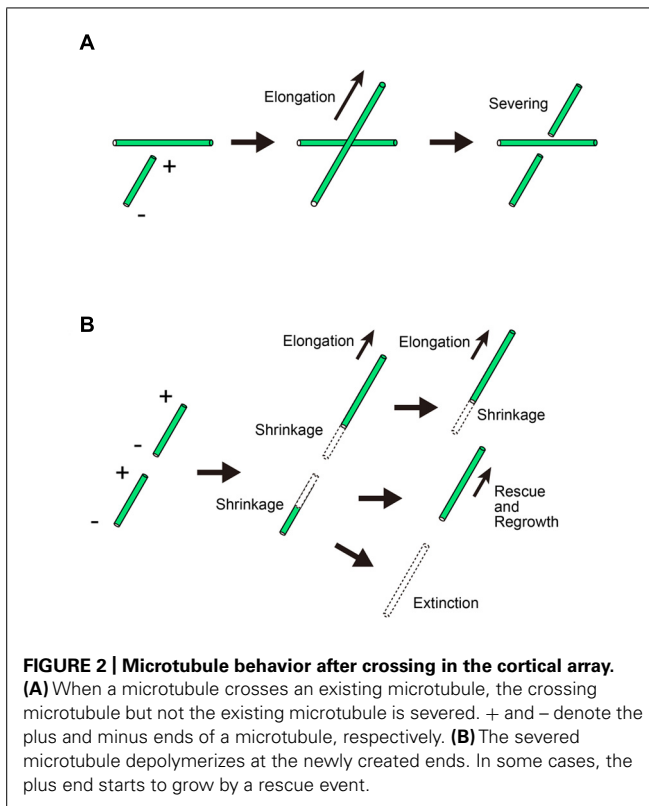 A
Elongation
Severing
+
-
B
Elongation
Elongation
+
-
Shrinkage
Shrinkage
+
-
Shrinkage
Rescue
and
Regrowth
Extinction
FIGURE 2 | Microtubule behavior after crossing in the cortical array.
(A) When a microtubule crosses an existing microtubule, the crossing
microtubule but not the existing microtubule is severed. + and – denote the
plus and minus ends of a microtubule, respectively. (B) The severed
microtubule depolymerizes at the newly created ends. In some cases, the
plus end starts to grow by a rescue event.